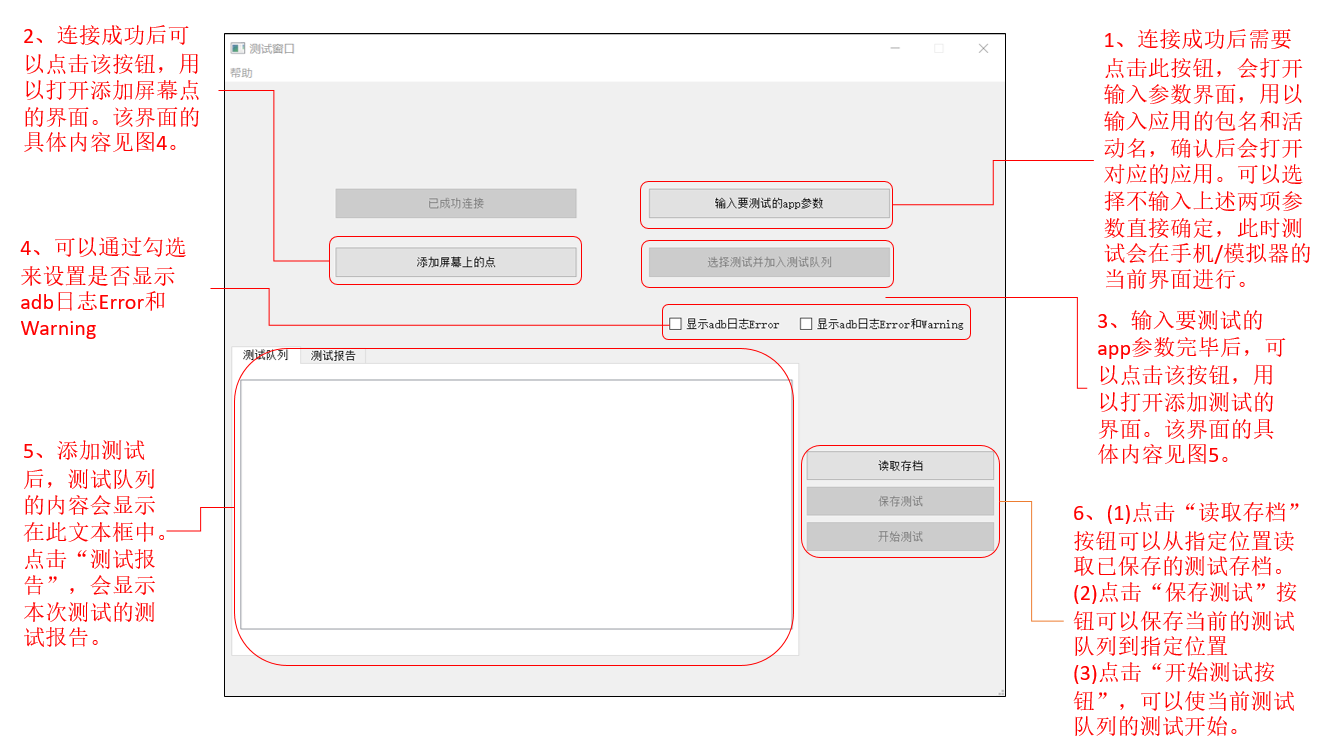 2、连接成功后可
以点击该按钮，用
以打开添加屏幕点
的界面。该界面的
具体内容见图4。
4、可以通过勾选
来设置是否显示
adb日志Error和
Warning
5、添加测试
后，测试队列
的内容会显示
在此文本框中。
点击“测试报
告”，会显示
本次测试的测
试报告。
测试窗口
帮助
已成功连接
输入要测试的app参数
添加屏幕上的点
选择测试并加入测试队列
显示adb日志Error
显示adb日志Error和Warning
测试队列
测试报告
读取存档
保存测试
开始测试
1、连接成功后需要
点击此按钮，会打开
输入参数界面，用以
输入应用的包名和活
动名，确认后会打开
对应的应用。可以选
择不输入上述两项参
数直接确定，此时测
试会在手机/模拟器的
当前界面进行。
3、输入要测试的
app参数完毕后，可
以点击该按钮，用
以打开添加测试的
界面。该界面的具
体内容见图5。
6、(1)点击“读取存档”
按钮可以从指定位置读
取已保存的测试存档。
(2)点击“保存测试”按
钮可以保存当前的测试
队列到指定位置
(3)点击“开始测试按
钮”，可以使当前测试
队列的测试开始。